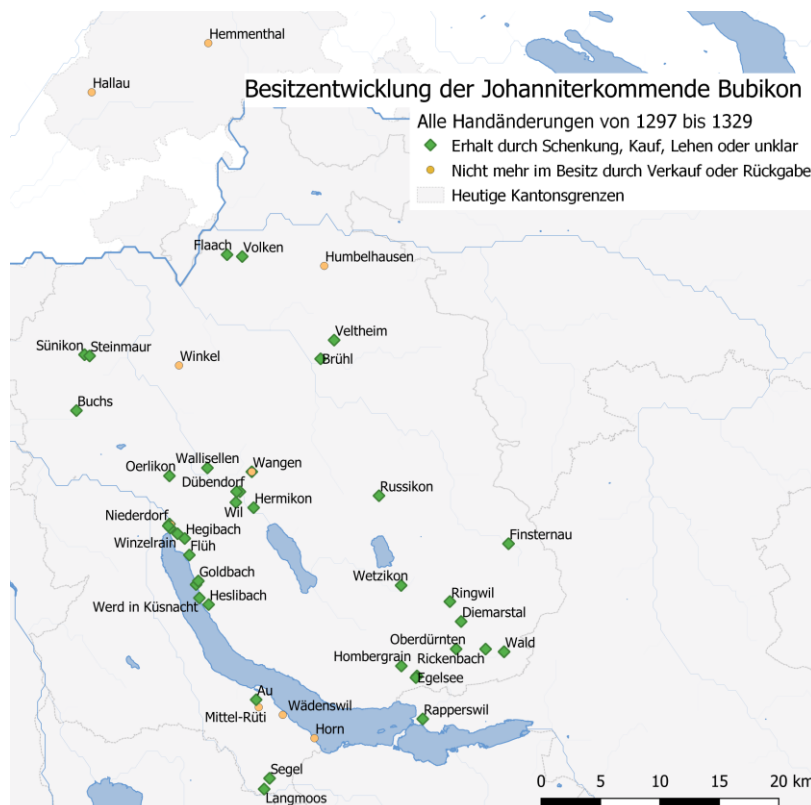 Hemmenthal
Hallau
Besitzentwicklung der Johanniterkommende Bubikon
Alle Handänderungen von 1297 bis 1329
Erhalt durch Schenkung, Kauf, Lehen oder unklar
Nicht mehr im Besitz durch Verkauf oder Rückgabe
Heutige Kantonsgrenzen
Flaach
Volken
Humbelhausen
Veltheim
Sünikon
Steinmaur
Winkel
Brühl
Buchs
Wallisellen
Wangen
Oerlikon
Dübendorf
Russikon
Hermikon
Wil
Niederdorf
Hegibach
Finsternau
Winzelrain
Flüh
Goldbach
Wetzikon
Ringwil
Werd in Küsnacht
Heslibach
Diemarstal
Oberdürnten
Wald
Hombergrain
Rickenbach
Egelsee
Au
Wädenswil
Rapperswil
Mittel-Rüti
Horn
Segel
Langmoos
0 5 10 15 20 km